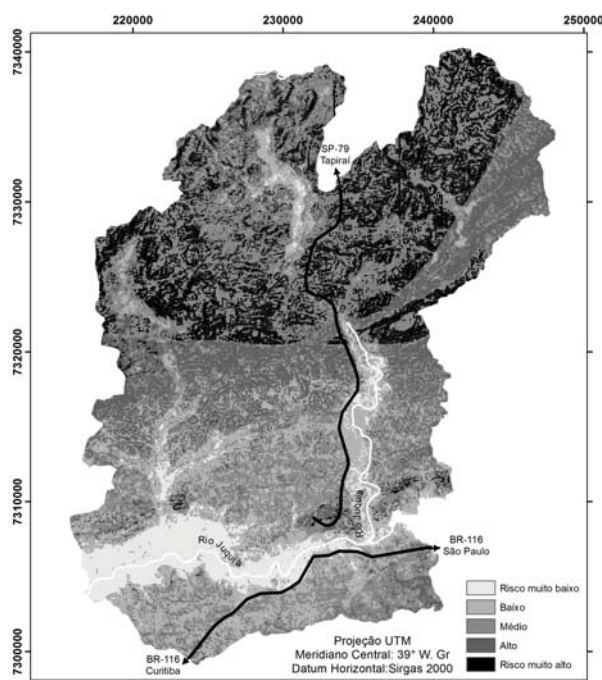 220000 230000 240000 250000
7340000
SP-79
Tapiraí
7330000
7320000
7310000
Rio Juquiá
Rio Juquiá
BR-116
São Paulo
7300000
BR-116
Curitiba
Projeção UTM
Meridiano Central: 39° W. Gr
Datum Horizontal:Sirgas 2000
Risco muito baixo
Baixo
Médio
Alto
Risco muito alto